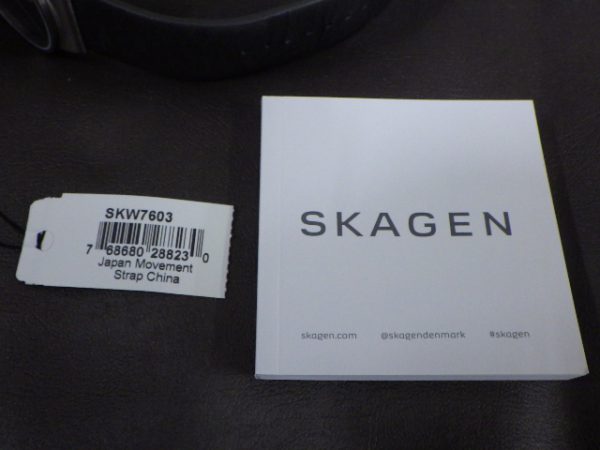 SKW7603
7 68680 28823 0
Japan Movement
Strap China
SKAGEN
skagen.com @skagendenmark #skagen